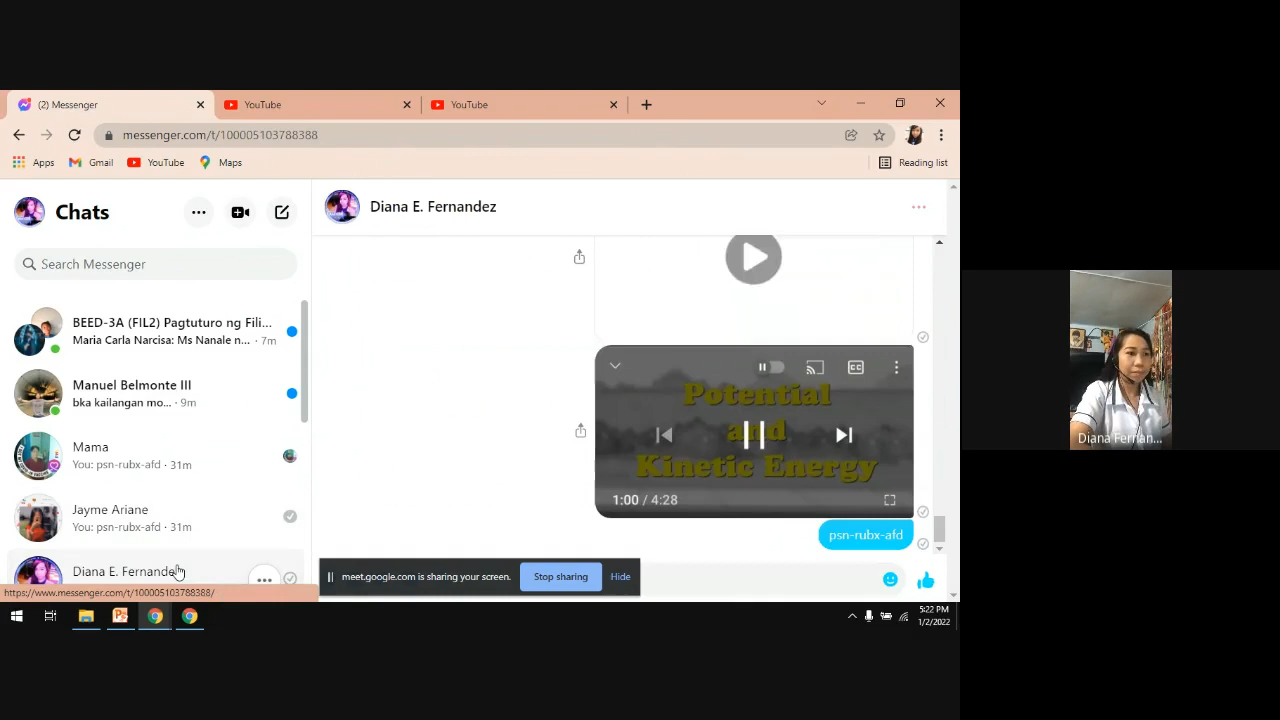 (2) Messenger
YouTube
YouTube
messenger.com/t/100005103788388
Apps
Gmail
YouTube
Maps
Reading list
Chats
Search Messenger
BEED-3A (FIL2) Pagtuturo ng Fili...
Maria Carla Narcisa: Ms Nanale n... · 7m
Manuel Belmonte III
bka kailangan mo... · 9m
Mama
You: psn-rubx-afd · 31m
Jayme Ariane
You: psn-rubx-afd · 31m
Diana E. Fernandez
https://www.messenger.com/t/100005103788388/
Diana E. Fernandez
CC
Potential
and
Kinetic Energy
1:00 / 4:28
psn-rubx-afd
meet.google.com is sharing your screen.
Stop sharing
Hide
5:22 PM
1/2/2022
Diana Fernan...